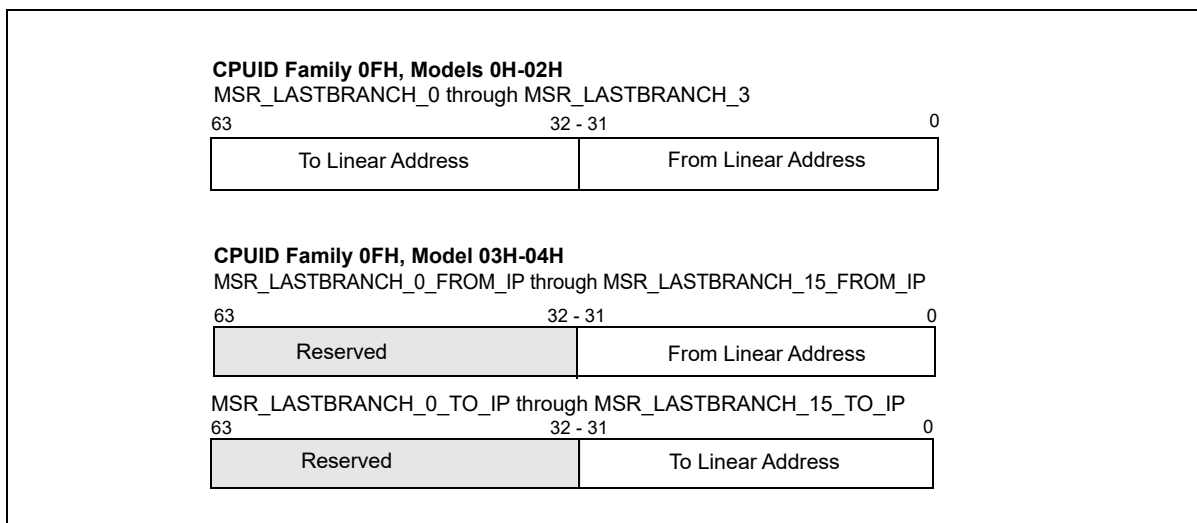 CPUID Family 0FH, Models 0H-02H
MSR_LASTBRANCH_0 through MSR_LASTBRANCH_3
63 32 - 31 0
To Linear Address From Linear Address
CPUID Family 0FH, Model 03H-04H
MSR_LASTBRANCH_0_FROM_IP through MSR_LASTBRANCH_15_FROM_IP
63 32 - 31 0
Reserved From Linear Address
MSR_LASTBRANCH_0_TO_IP through MSR_LASTBRANCH_15_TO_IP
63 32 - 31 0
Reserved To Linear Address